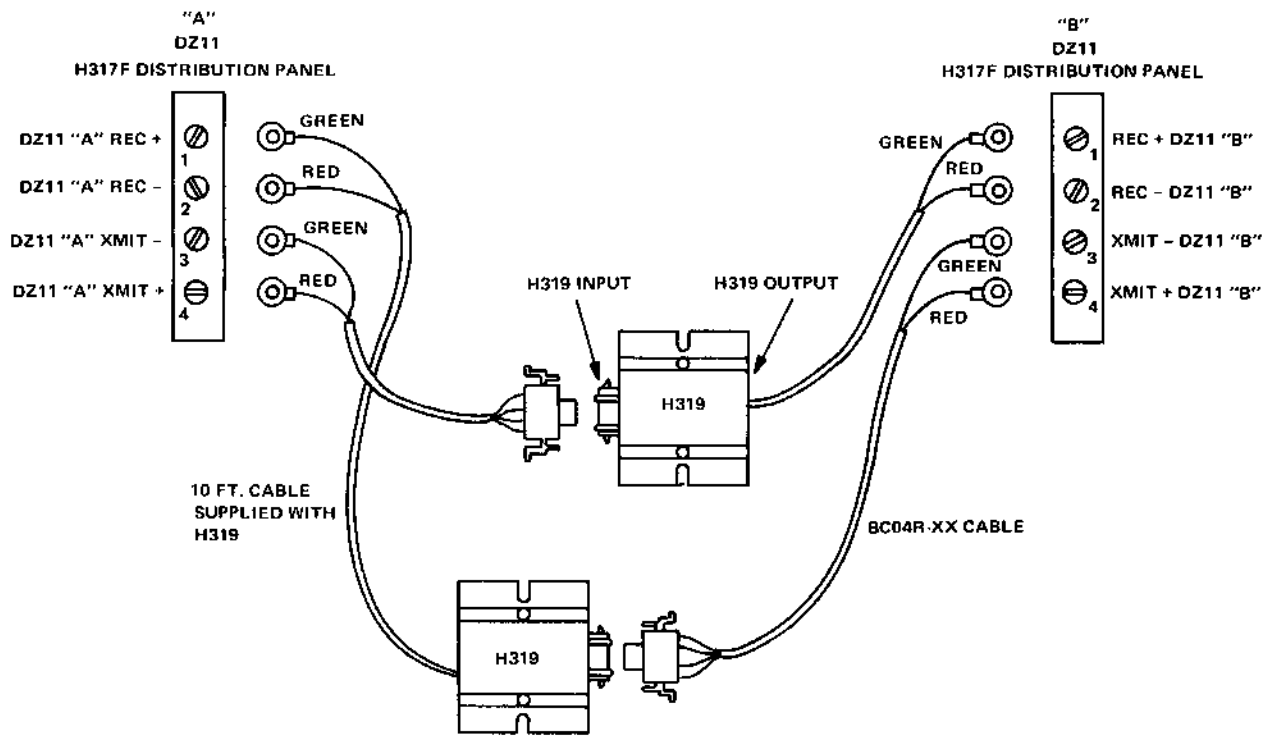 "A"
DZ11
H317F DISTRIBUTION PANEL
DZ11 "A" REC +
DZ11 "A" REC –
DZ11 "A" XMIT –
DZ11 "A" XMIT +
1
2
3
4
GREEN
RED
GREEN
RED
"B"
DZ11
H317F DISTRIBUTION PANEL
GREEN
RED
GREEN
RED
1
2
3
4
REC + DZ11 "B"
REC – DZ11 "B"
XMIT – DZ11 "B"
XMIT + DZ11 "B"
H319 INPUT
H319 OUTPUT
H319
10 FT. CABLE
SUPPLIED WITH
H319
BC04R-XX CABLE
H319